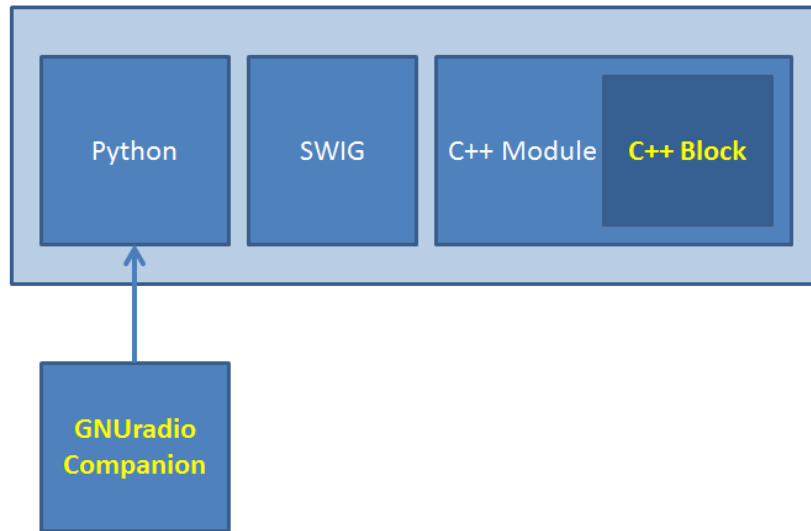 Python
SWIG
C++ Module
C++ Block
GNUradio
Companion